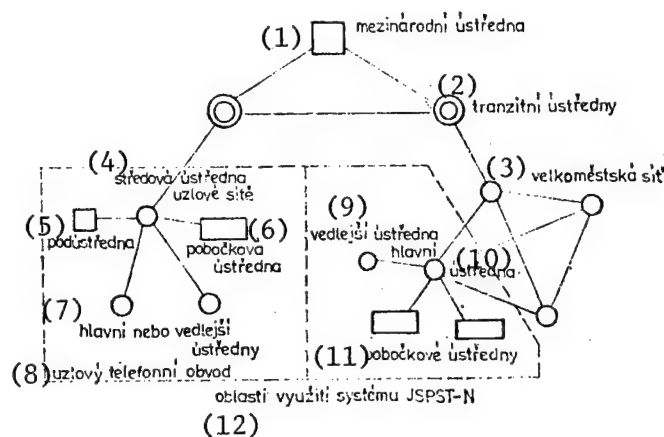 (1) mezinárodní ústředna
(2)
tranzitní ústředny
(4)
středová ústředna
uzlové sítě
(3) velkoměstská síť
(5)
podústředna
(6)
pobočková
ústředna
(9)
vedlejší ústředna
hlavní
(10)
ústředna
(7)
hlavní nebo vedlejší
ústředny
(11) pobočkové ústředny
(8) uzlový telefonní obvod
oblasti využití systému JSPST-N
(12)